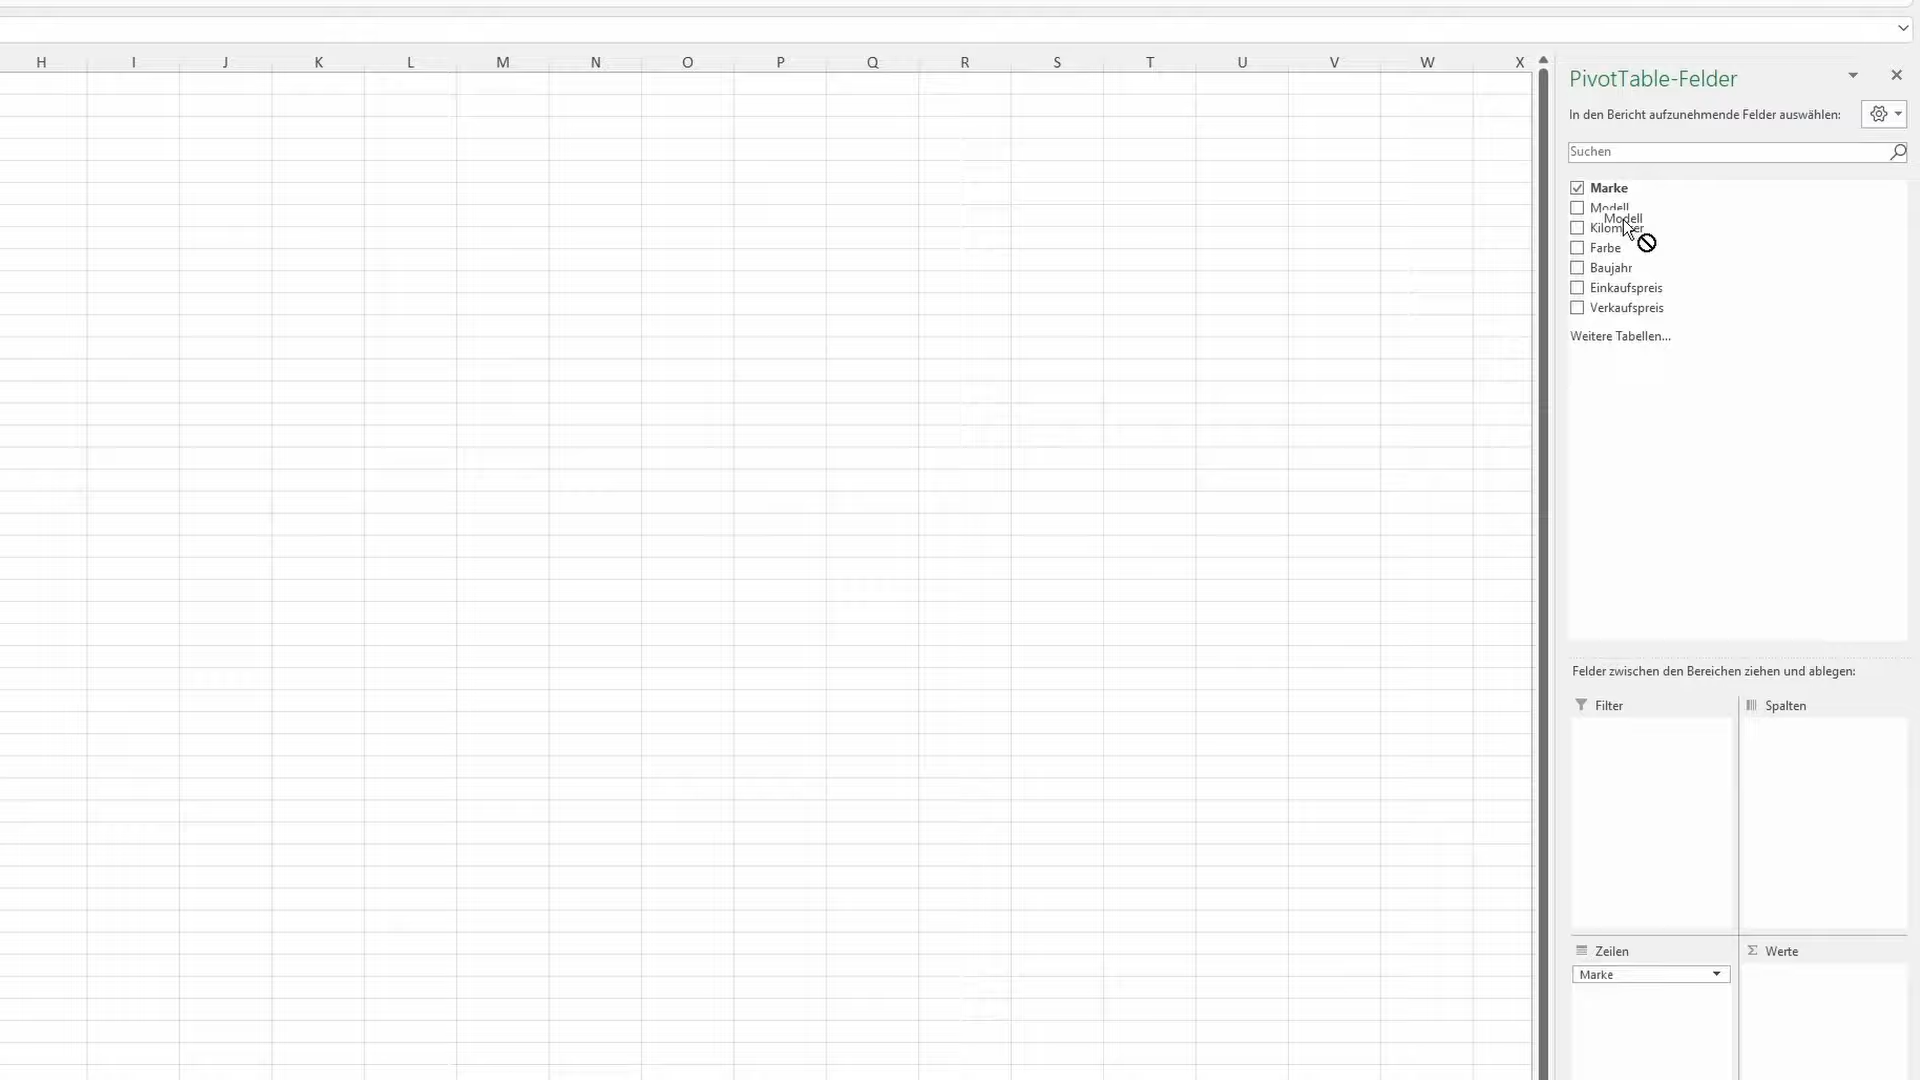 H I J K L M N O P Q R S T U V W X
PivotTable-Felder
In den Bericht aufzunehmende Felder auswählen:
Suchen
Marke
Modell
Modell
Kilometer
Farbe
Baujahr
Einkaufspreis
Verkaufspreis
Weitere Tabellen...
Felder zwischen den Bereichen ziehen und ablegen:
Filter
Spalten
Zeilen
Σ Werte
Marke